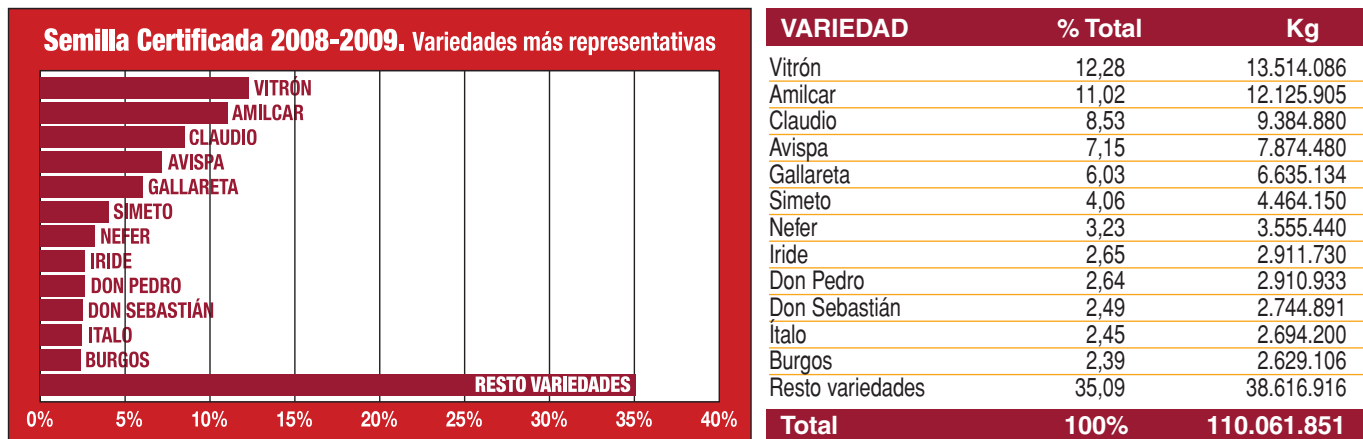 Semilla Certificada 2008-2009. Variedades más representativas
VITRÓN
AMILCAR
CLAUDIO
AVISPA
GALLARETA
SIMETO
NEFER
IRIDE
DON PEDRO
DON SEBASTIÁN
ITALO
BURGOS
RESTO VARIEDADES
0% 5% 10% 15% 20% 25% 30% 35% 40%
VARIEDAD % Total Kg
Vitrón 12,28 13.514.086
Amilcar 11,02 12.125.905
Claudio 8,53 9.384.880
Avispa 7,15 7.874.480
Gallareta 6,03 6.635.134
Simeto 4,06 4.464.150
Nefer 3,23 3.555.440
Iride 2,65 2.911.730
Don Pedro 2,64 2.910.933
Don Sebastián 2,49 2.744.891
Ítalo 2,45 2.694.200
Burgos 2,39 2.629.106
Resto variedades 35,09 38.616.916
Total 100% 110.061.851